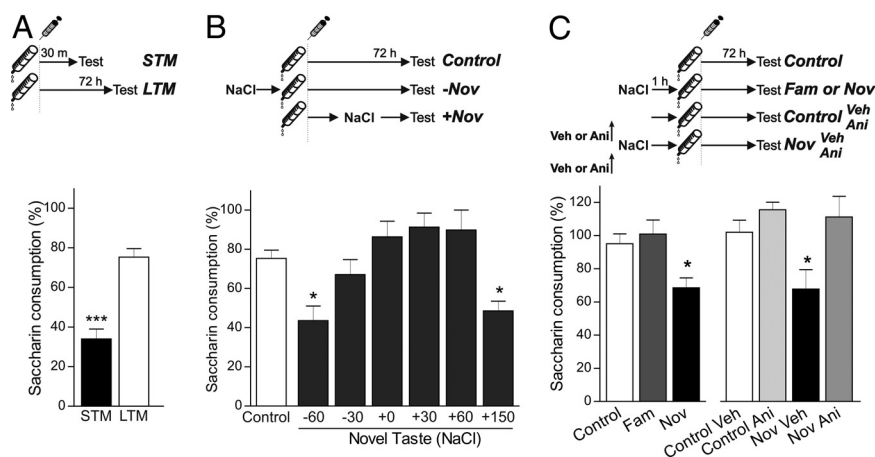 A
30 m
Test STM
72 h
Test LTM
Saccharin consumption (%)
100
80
60
40
20
0
***
STM LTM
B
72 h
Test Control
NaCl
Test -Nov
NaCl
Test +Nov
Saccharin consumption (%)
100
80
60
40
20
0
*
*
Control -60 -30 +0 +30 +60 +150
Novel Taste (NaCl)
C
72 h
Test Control
NaCl 1 h
Test Fam or Nov
Test Control Veh Ani
Veh or Ani
NaCl
Test Nov Veh Ani
Veh or Ani
Saccharin consumption (%)
120
100
80
60
40
20
0
*
*
Control Fam Nov Control Veh Control Ani Nov Veh Nov Ani